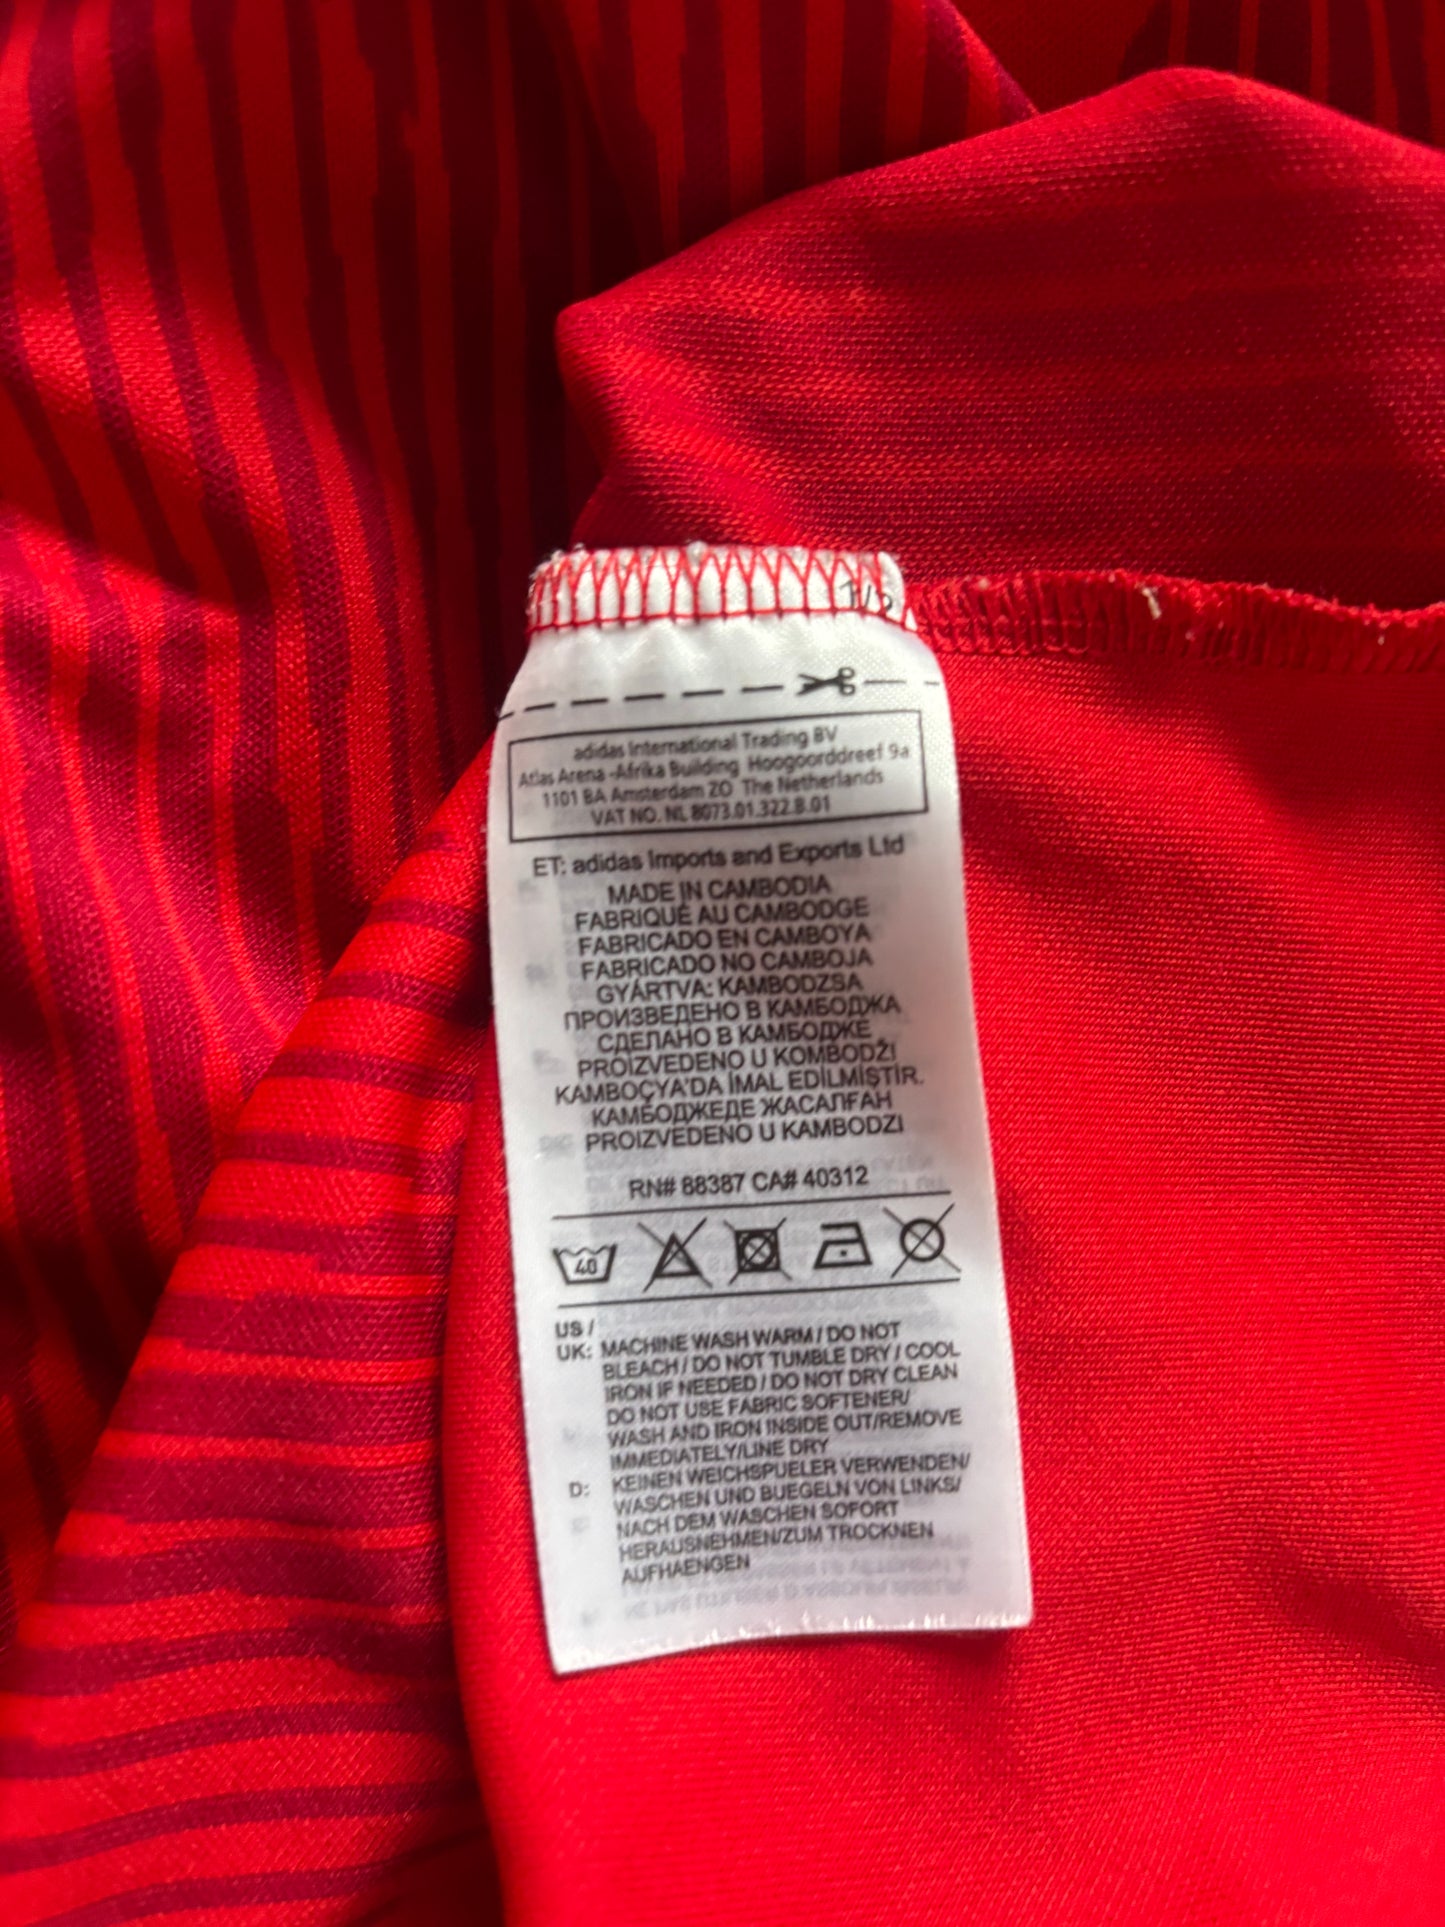 adidas International Trading BV
Atlas Arena -Afrika Building Hoogoorddreef 9a
1101 BA Amsterdam ZO The Netherlands
VAT NO. NL 8073.01.322.B.01
ET: adidas Imports and Exports Ltd
MADE IN CAMBODIA
FABRIQUÉ AU CAMBODGE
FABRICADO EN CAMBOYA
FABRICADO NO CAMBOJA
GYÁRTVA: KAMBODZSA
ПРОИЗВЕДЕНО В КАМБОДЖА
СДЕЛАНО В КАМБОДЖЕ
PROIZVEDENO U KOMBODŽI
KAMBOÇYA'DA İMAL EDİLMİŞTİR.
КАМБОДЖЕДЕ ЖАСАЛҒАН
PROIZVEDENO U KAMBODZI
RN# 88387 CA# 40312
40
US /
UK: MACHINE WASH WARM / DO NOT
BLEACH / DO NOT TUMBLE DRY / COOL
IRON IF NEEDED / DO NOT DRY CLEAN
DO NOT USE FABRIC SOFTENER/
WASH AND IRON INSIDE OUT/REMOVE
IMMEDIATELY/LINE DRY
D: KEINEN WEICHSPUELER VERWENDEN/
WASCHEN UND BUEGELN VON LINKS/
NACH DEM WASCHEN SOFORT
HERAUSNEHMEN/ZUM TROCKNEN
AUFHAENGEN